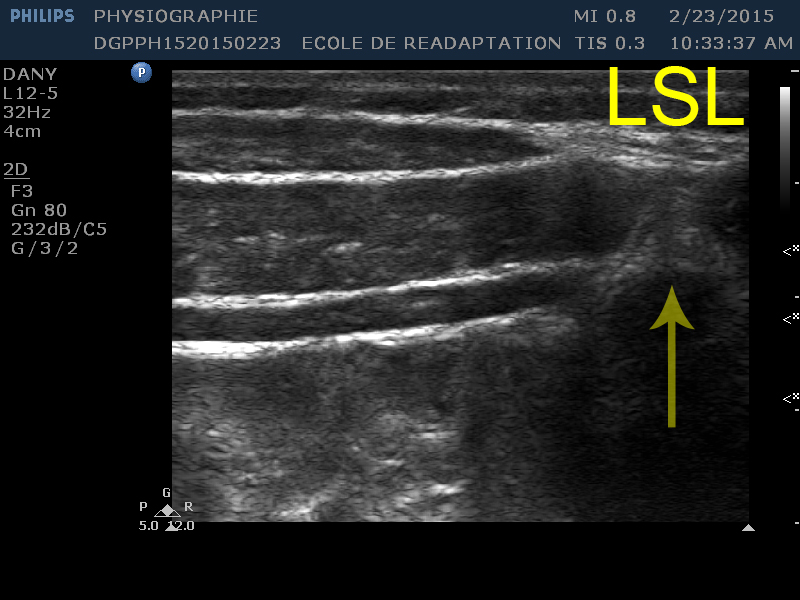 PHILIPS PHYSIOGRAPHIE MI 0.8 2/23/2015
DGPPH1520150223 ECOLE DE READAPTATION TIS 0.3 10:33:37 AM
DANY
L12-5
32Hz
4cm
2D
F3
Gn 80
232dB/C5
G/3/2
P
LSL
G
P R
5.0 12.0